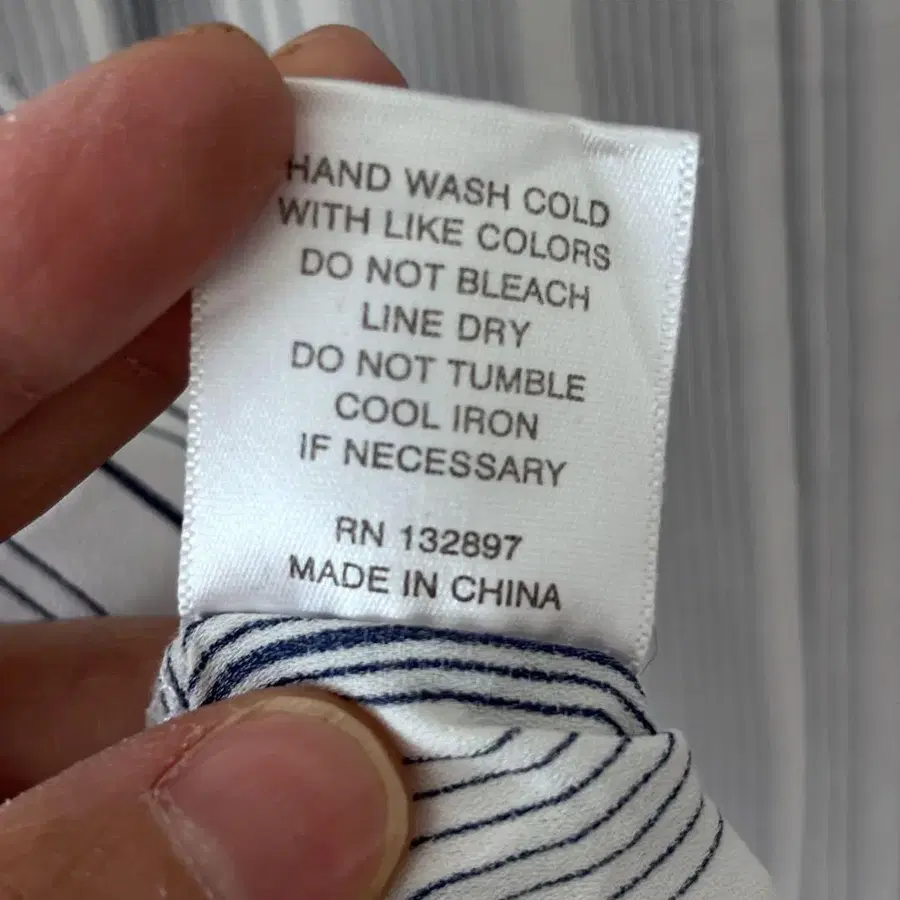 HAND WASH COLD
WITH LIKE COLORS
DO NOT BLEACH
LINE DRY
DO NOT TUMBLE
COOL IRON
IF NECESSARY
RN 132897
MADE IN CHINA